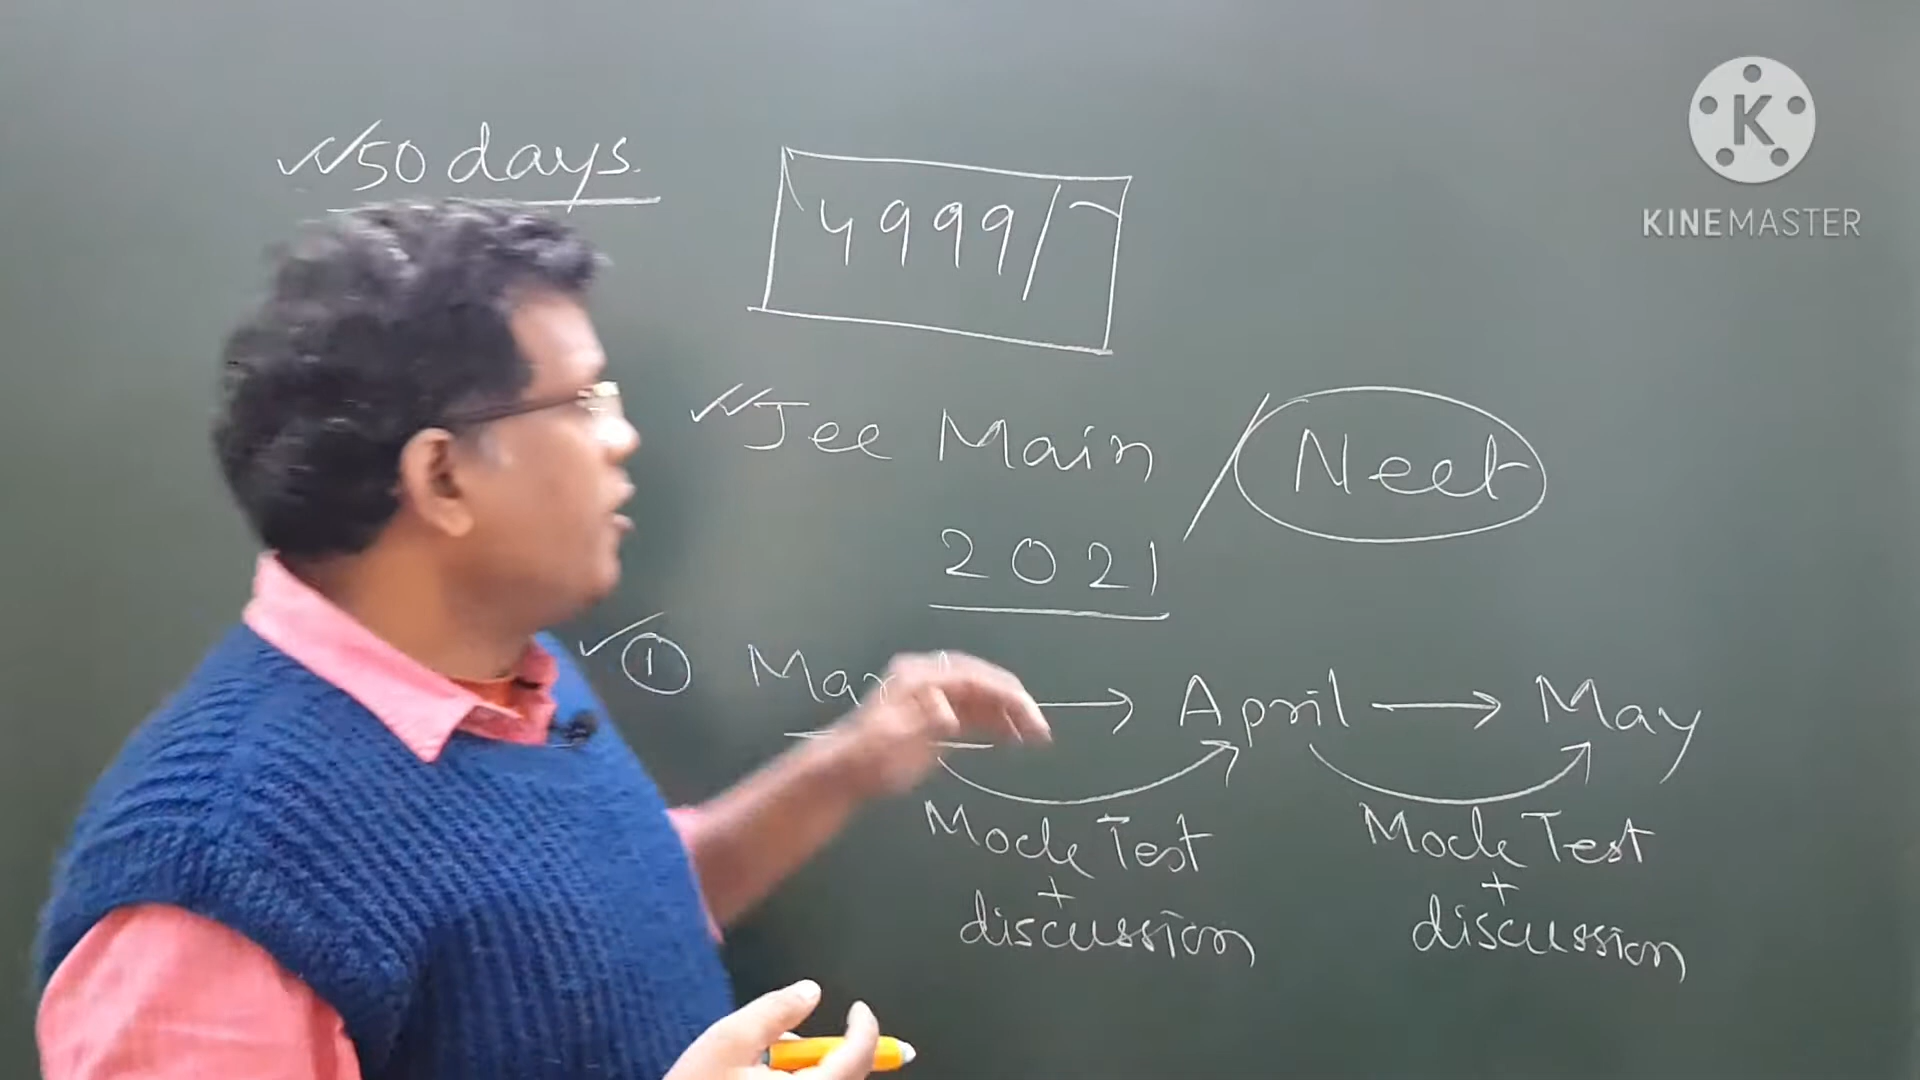 50 days.
4999/-
KINEMASTER
Jee Main / Neet
2021
① → April → May
Mock Test Mock Test
+ +
discussion discussion